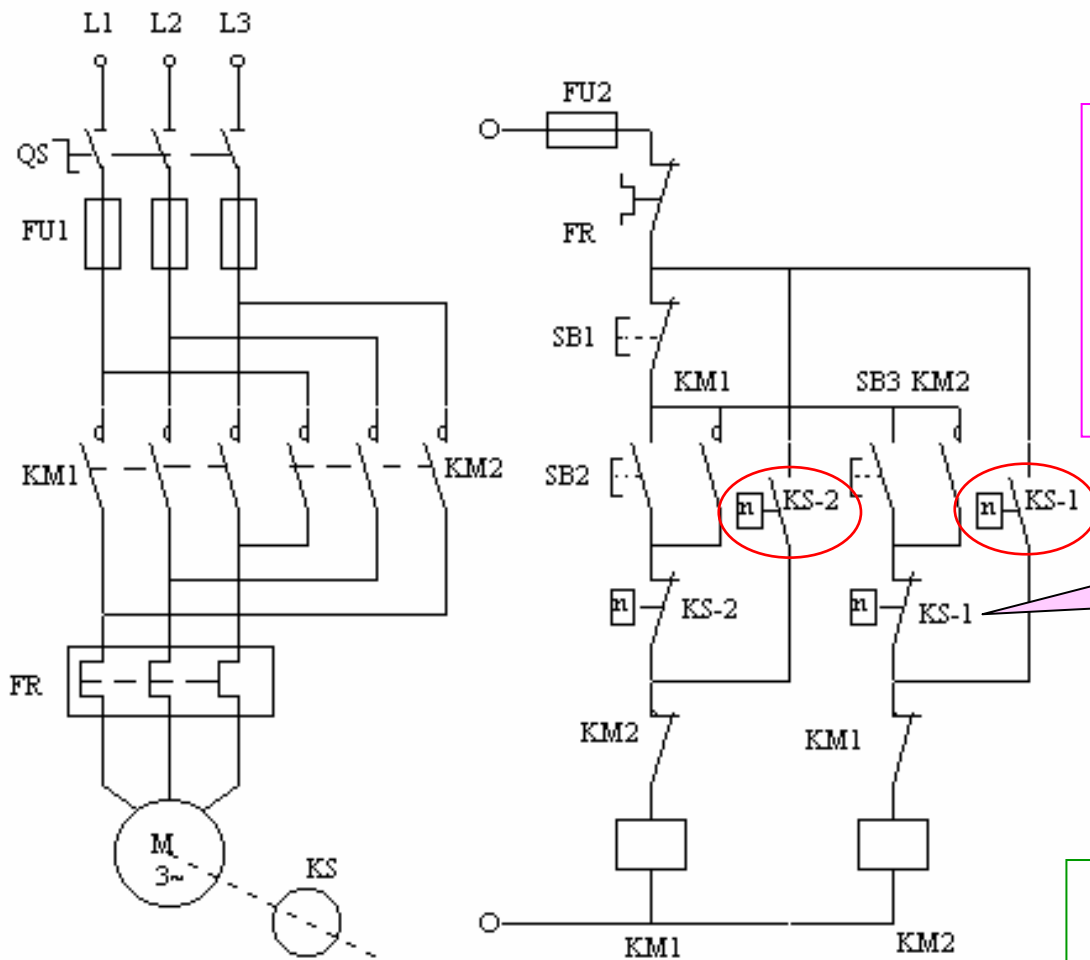 L1 L2 L3
FU2
QS
FU1
FR
SB1
KM1 SB3 KM2
KM1 KM2 SB2 n KS-2 n KS-1
n KS-2 n KS-1
FR
KM2 KM1
M
3~
KS
KM1 KM2